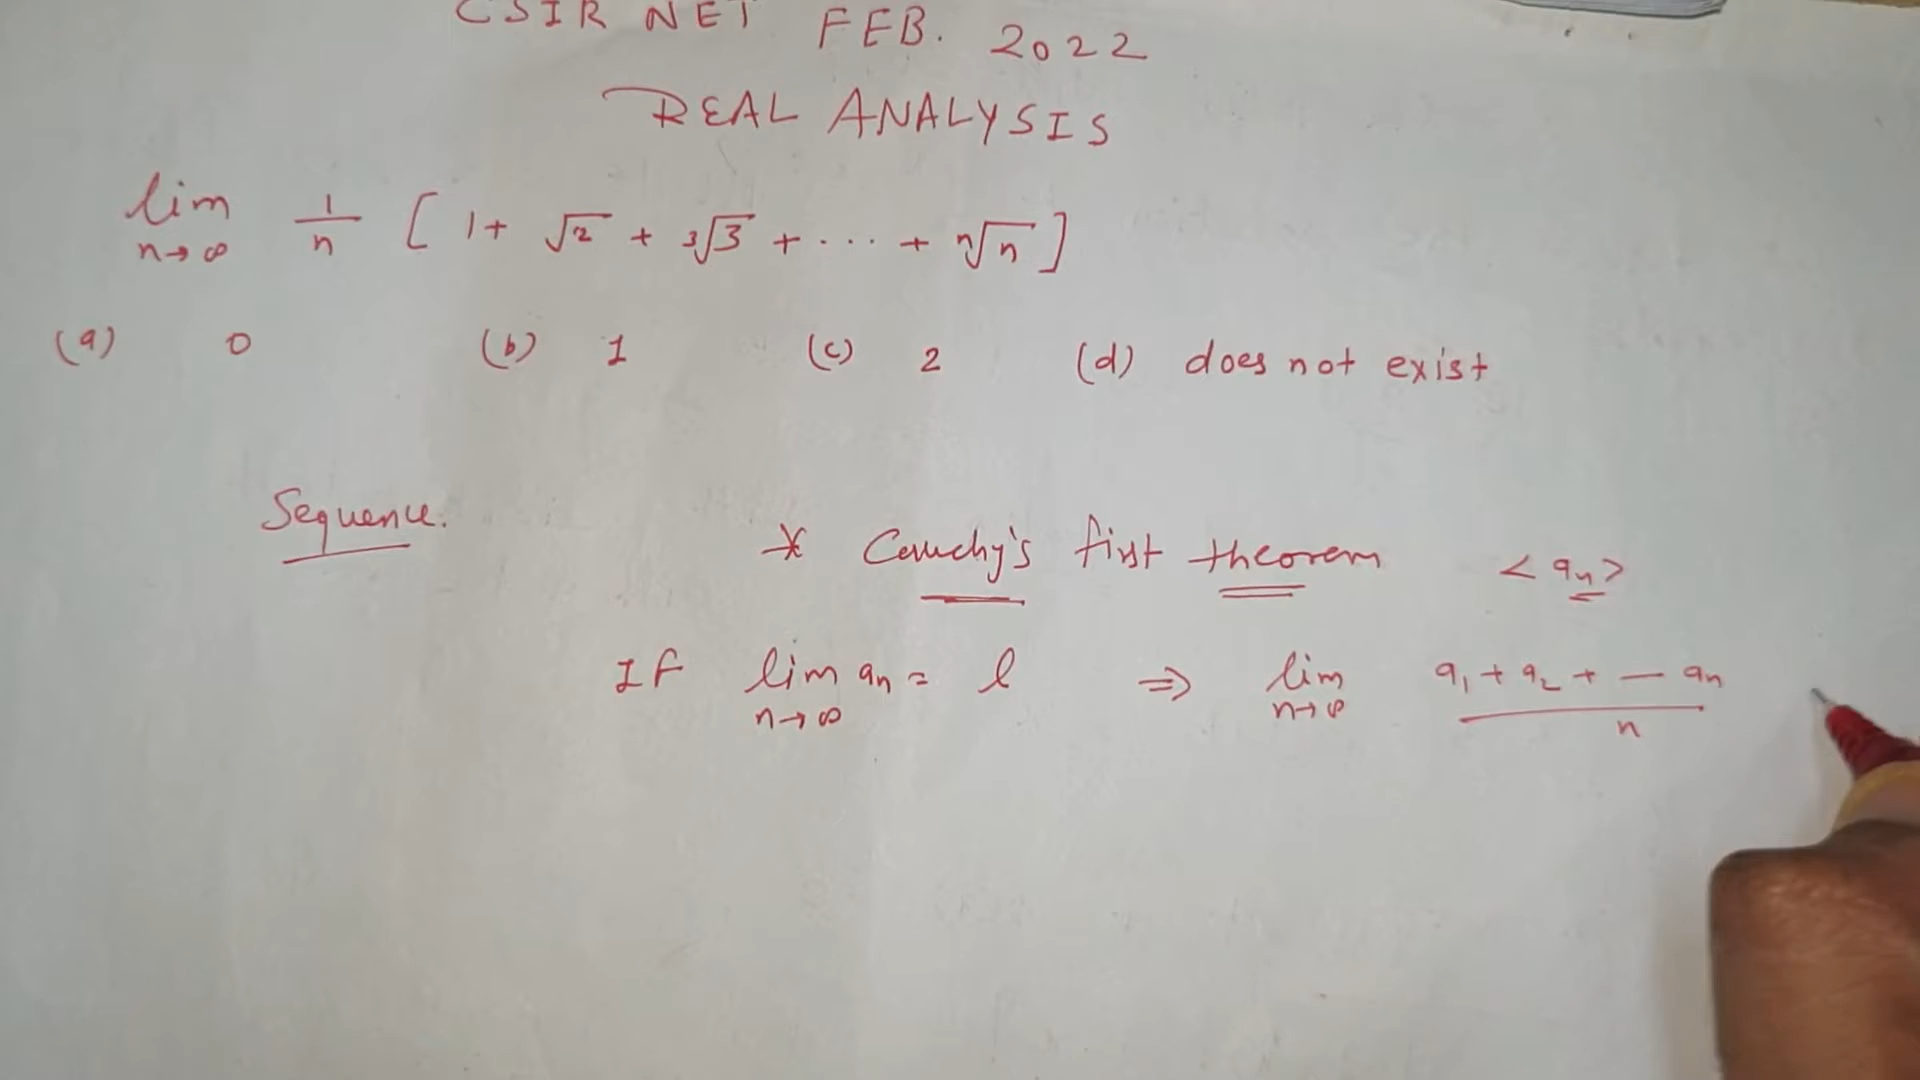 CSIR NET FEB. 2022
REAL ANALYSIS
lim n→∞ 1/n [ 1 + √2 + ³√3 + ··· + ⁿ√n ]
(a) 0 (b) 1 (c) 2 (d) does not exist
Sequence.
* Cauchy's first theorem <aₙ>
If lim n→∞ aₙ = l ⇒ lim n→∞ a₁ + a₂ + — aₙ / n